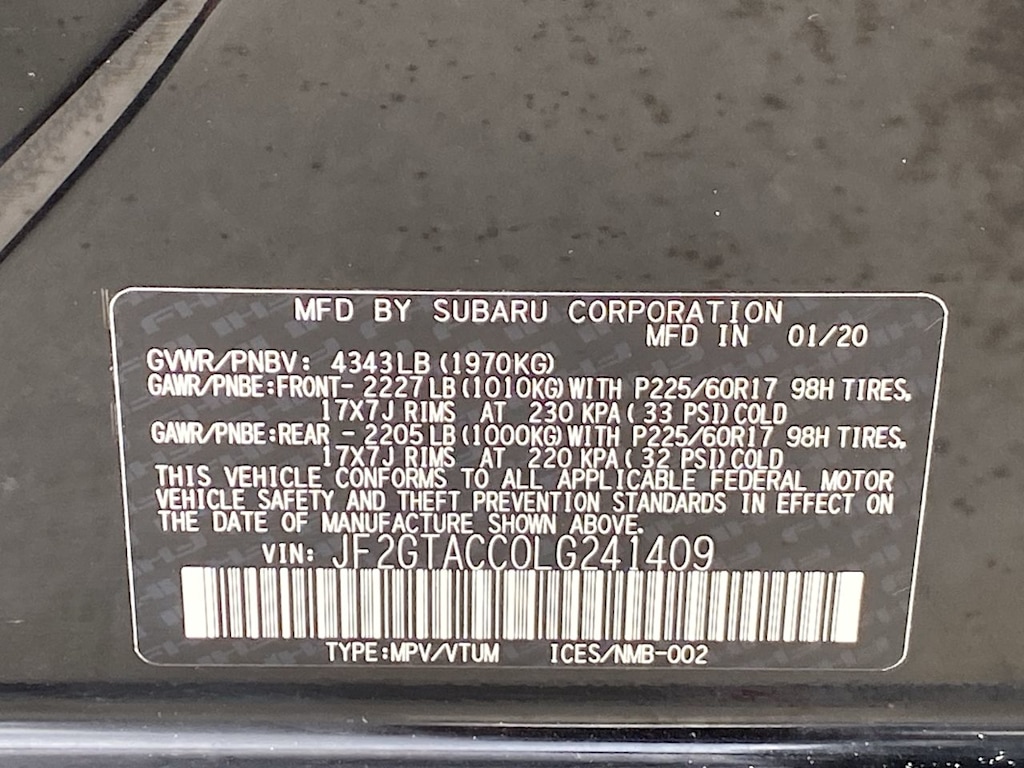 MFD BY SUBARU CORPORATION
MFD IN 01/20
GVWR/PNBV: 4343LB (1970KG)
GAWR/PNBE:FRONT- 2227LB(1010KG)WITH P225/60R17 98H TIRES.
17X7J RIMS AT 230 KPA( 33 PSI)COLD
GAWR/PNBE:REAR - 2205LB(1000KG)WITH P225/60R17 98H TIRES.
17X7J RIMS AT 220 KPA( 32 PSI)COLD
THIS VEHICLE CONFORMS TO ALL APPLICABLE FEDERAL MOTOR
VEHICLE SAFETY AND THEFT PREVENTION STANDARDS IN EFFECT ON
THE DATE OF MANUFACTURE SHOWN ABOVE.
VIN: JF2GTACC0LG241409
TYPE:MPV/VTUM ICES/NMB-002